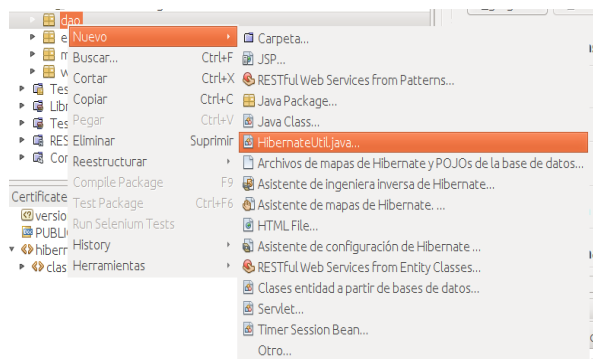 dao
Nuevo
Buscar... Ctrl+F
Cortar Ctrl+X
Copiar Ctrl+C
Pegar Ctrl+V
Eliminar Suprimir
Reestructurar
Compile Package F9
Test Package Ctrl+F6
Run Selenium Tests
History
Herramientas
Carpeta...
JSP...
RESTful Web Services from Patterns...
Java Package...
Java Class...
HibernateUtil.java...
Archivos de mapas de Hibernate y POJOs de la base de datos...
Asistente de ingeniera inversa de Hibernate...
Asistente de mapas de Hibernate. ...
HTML File...
Asistente de configuración de Hibernate ...
RESTful Web Services from Entity Classes...
Clases entidad a partir de bases de datos...
Servlet...
Timer Session Bean...
Otro...
e
Tes
Libr
Tes
RES
Cor
Certificate
versio
PUBLI
hibern
clas